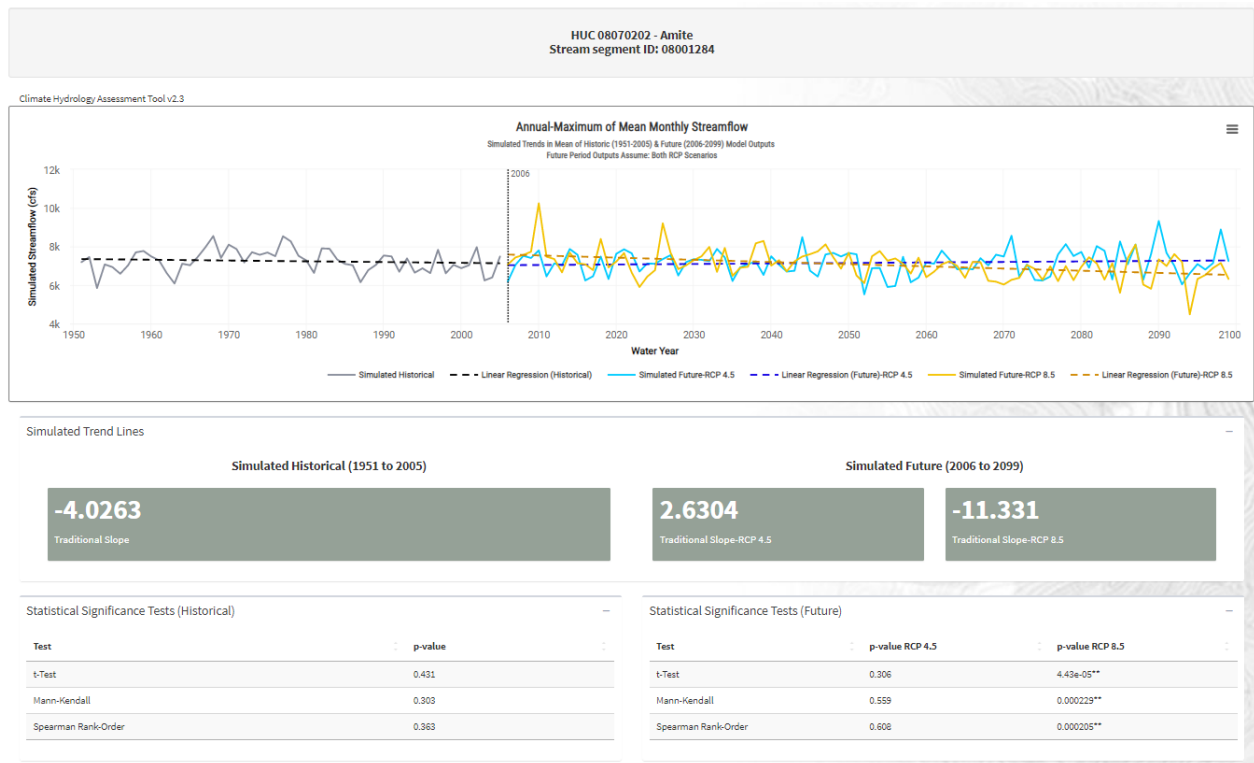 HUC 08070202 - Amite
Stream segment ID: 08001284
Climate Hydrology Assessment Tool v2.3
Annual-Maximum of Mean Monthly Streamflow
Simulated Trends in Mean of Historic (1951-2005) & Future (2006-2099) Model Outputs
Future Period Outputs Assume: Both RCP Scenarios
12k
2006
10k
8k
6k
4k
Simulated Streamflow (cfs)
1950 1960 1970 1980 1990 2000 2010 2020 2030 2040 2050 2060 2070 2080 2090 2100
Water Year
Simulated Historical Linear Regression (Historical) Simulated Future-RCP 4.5 Linear Regression (Future)-RCP 4.5 Simulated Future-RCP 8.5 Linear Regression (Future)-RCP 8.5
Simulated Trend Lines
Simulated Historical (1951 to 2005) Simulated Future (2006 to 2099)
-4.0263 2.6304 -11.331
Traditional Slope Traditional Slope-RCP 4.5 Traditional Slope-RCP 8.5
Statistical Significance Tests (Historical) Statistical Significance Tests (Future)
Test p-value Test p-value RCP 4.5 p-value RCP 8.5
t-Test 0.431 t-Test 0.306 4.43e-05**
Mann-Kendall 0.303 Mann-Kendall 0.559 0.000229**
Spearman Rank-Order 0.363 Spearman Rank-Order 0.608 0.000205**